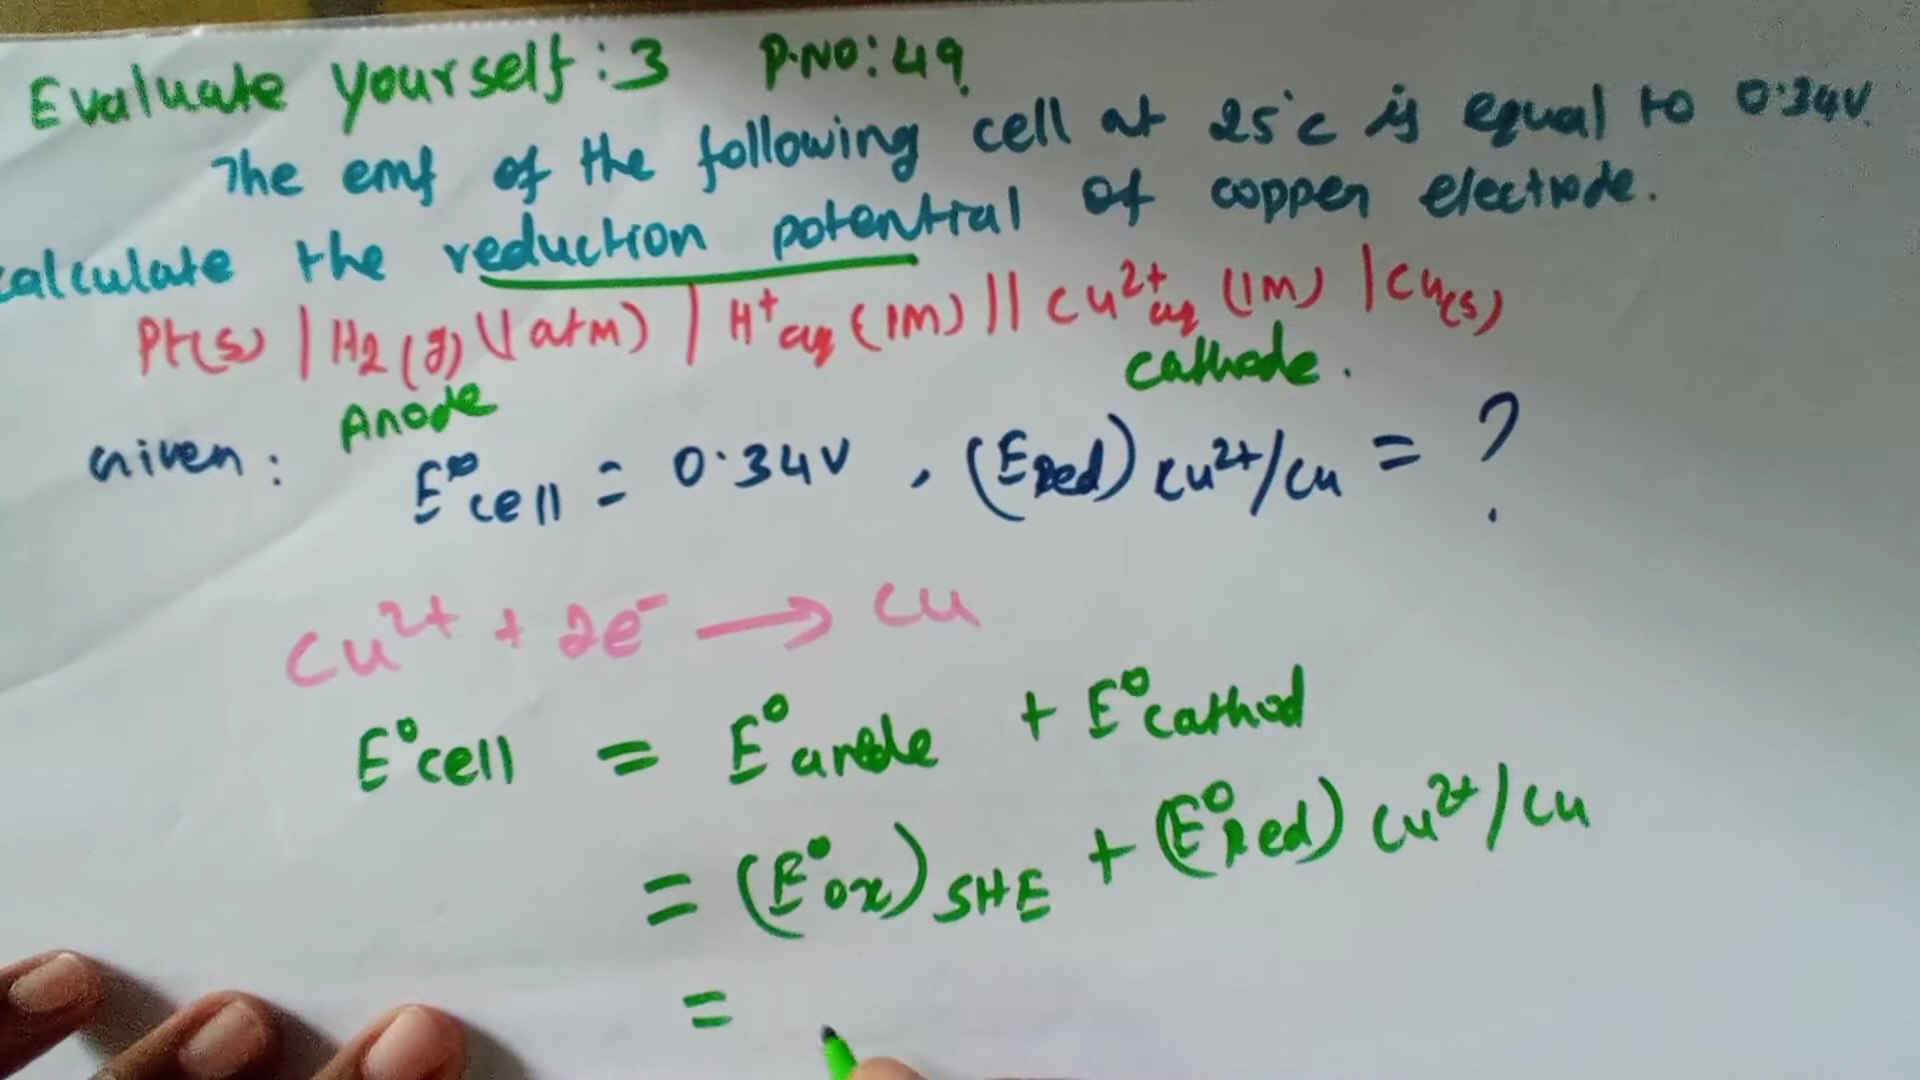 Evaluate yourself: 3 P.NO: 49.
The emf of the following cell at 25°c is equal to 0.34V.
calculate the reduction potential of copper electrode.
Pt(s) | H2(g) (1atm) | H⁺aq (1M) || Cu²⁺aq (1M) | Cu(s)
Anode cathode.
Given: E°cell = 0.34V , (ERed) Cu²⁺/Cu = ?
Cu²⁺ + 2e⁻ → Cu
E°cell = E°anode + E°cathod
= (E°ox)SHE + (E°Red) Cu²⁺/Cu
=